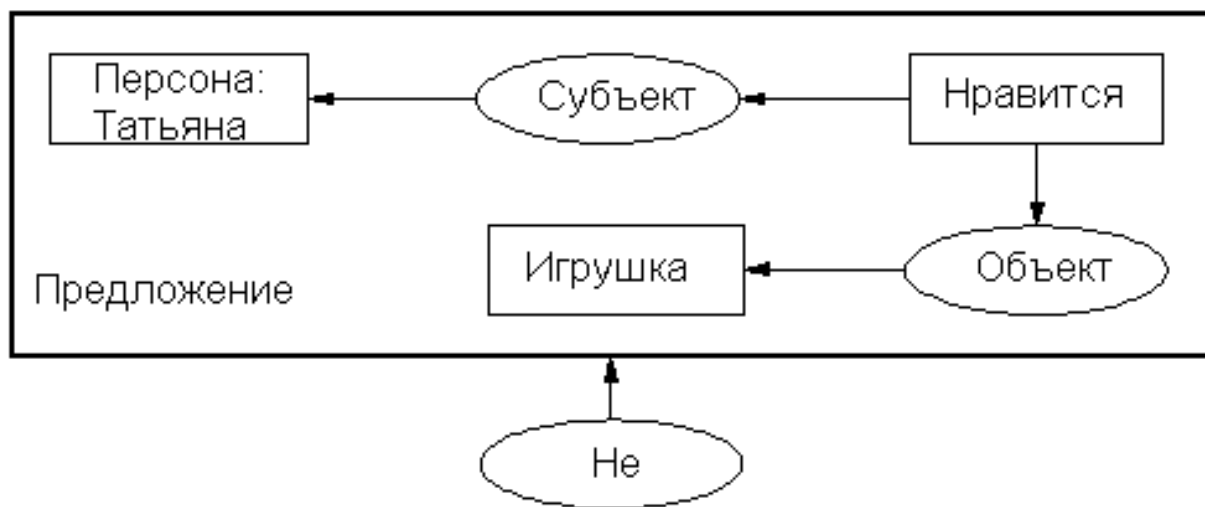 Персона:
Татьяна
Субъект
Нравится
Игрушка
Объект
Предложение
Не